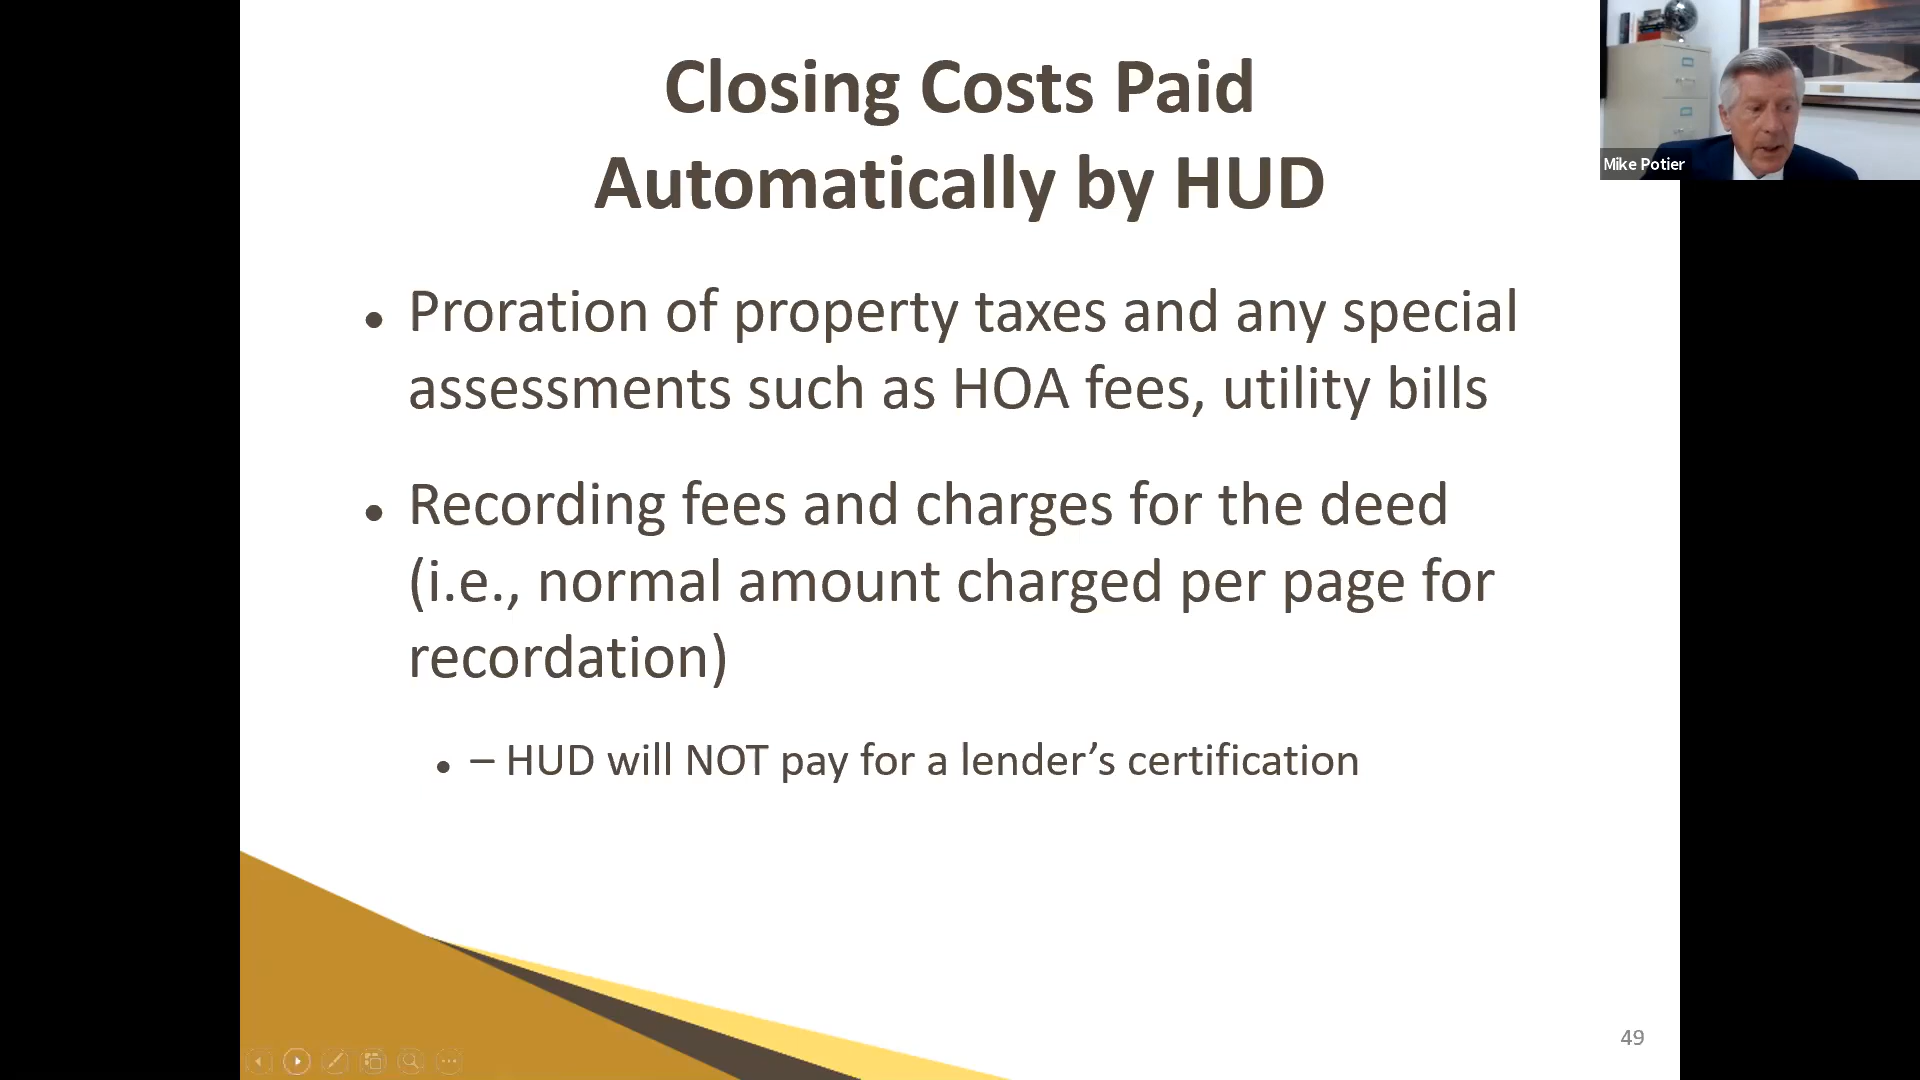 Closing Costs Paid
Automatically by HUD
Mike Potier
• Proration of property taxes and any special
assessments such as HOA fees, utility bills
• Recording fees and charges for the deed
(i.e., normal amount charged per page for
recordation)
• – HUD will NOT pay for a lender’s certification
49